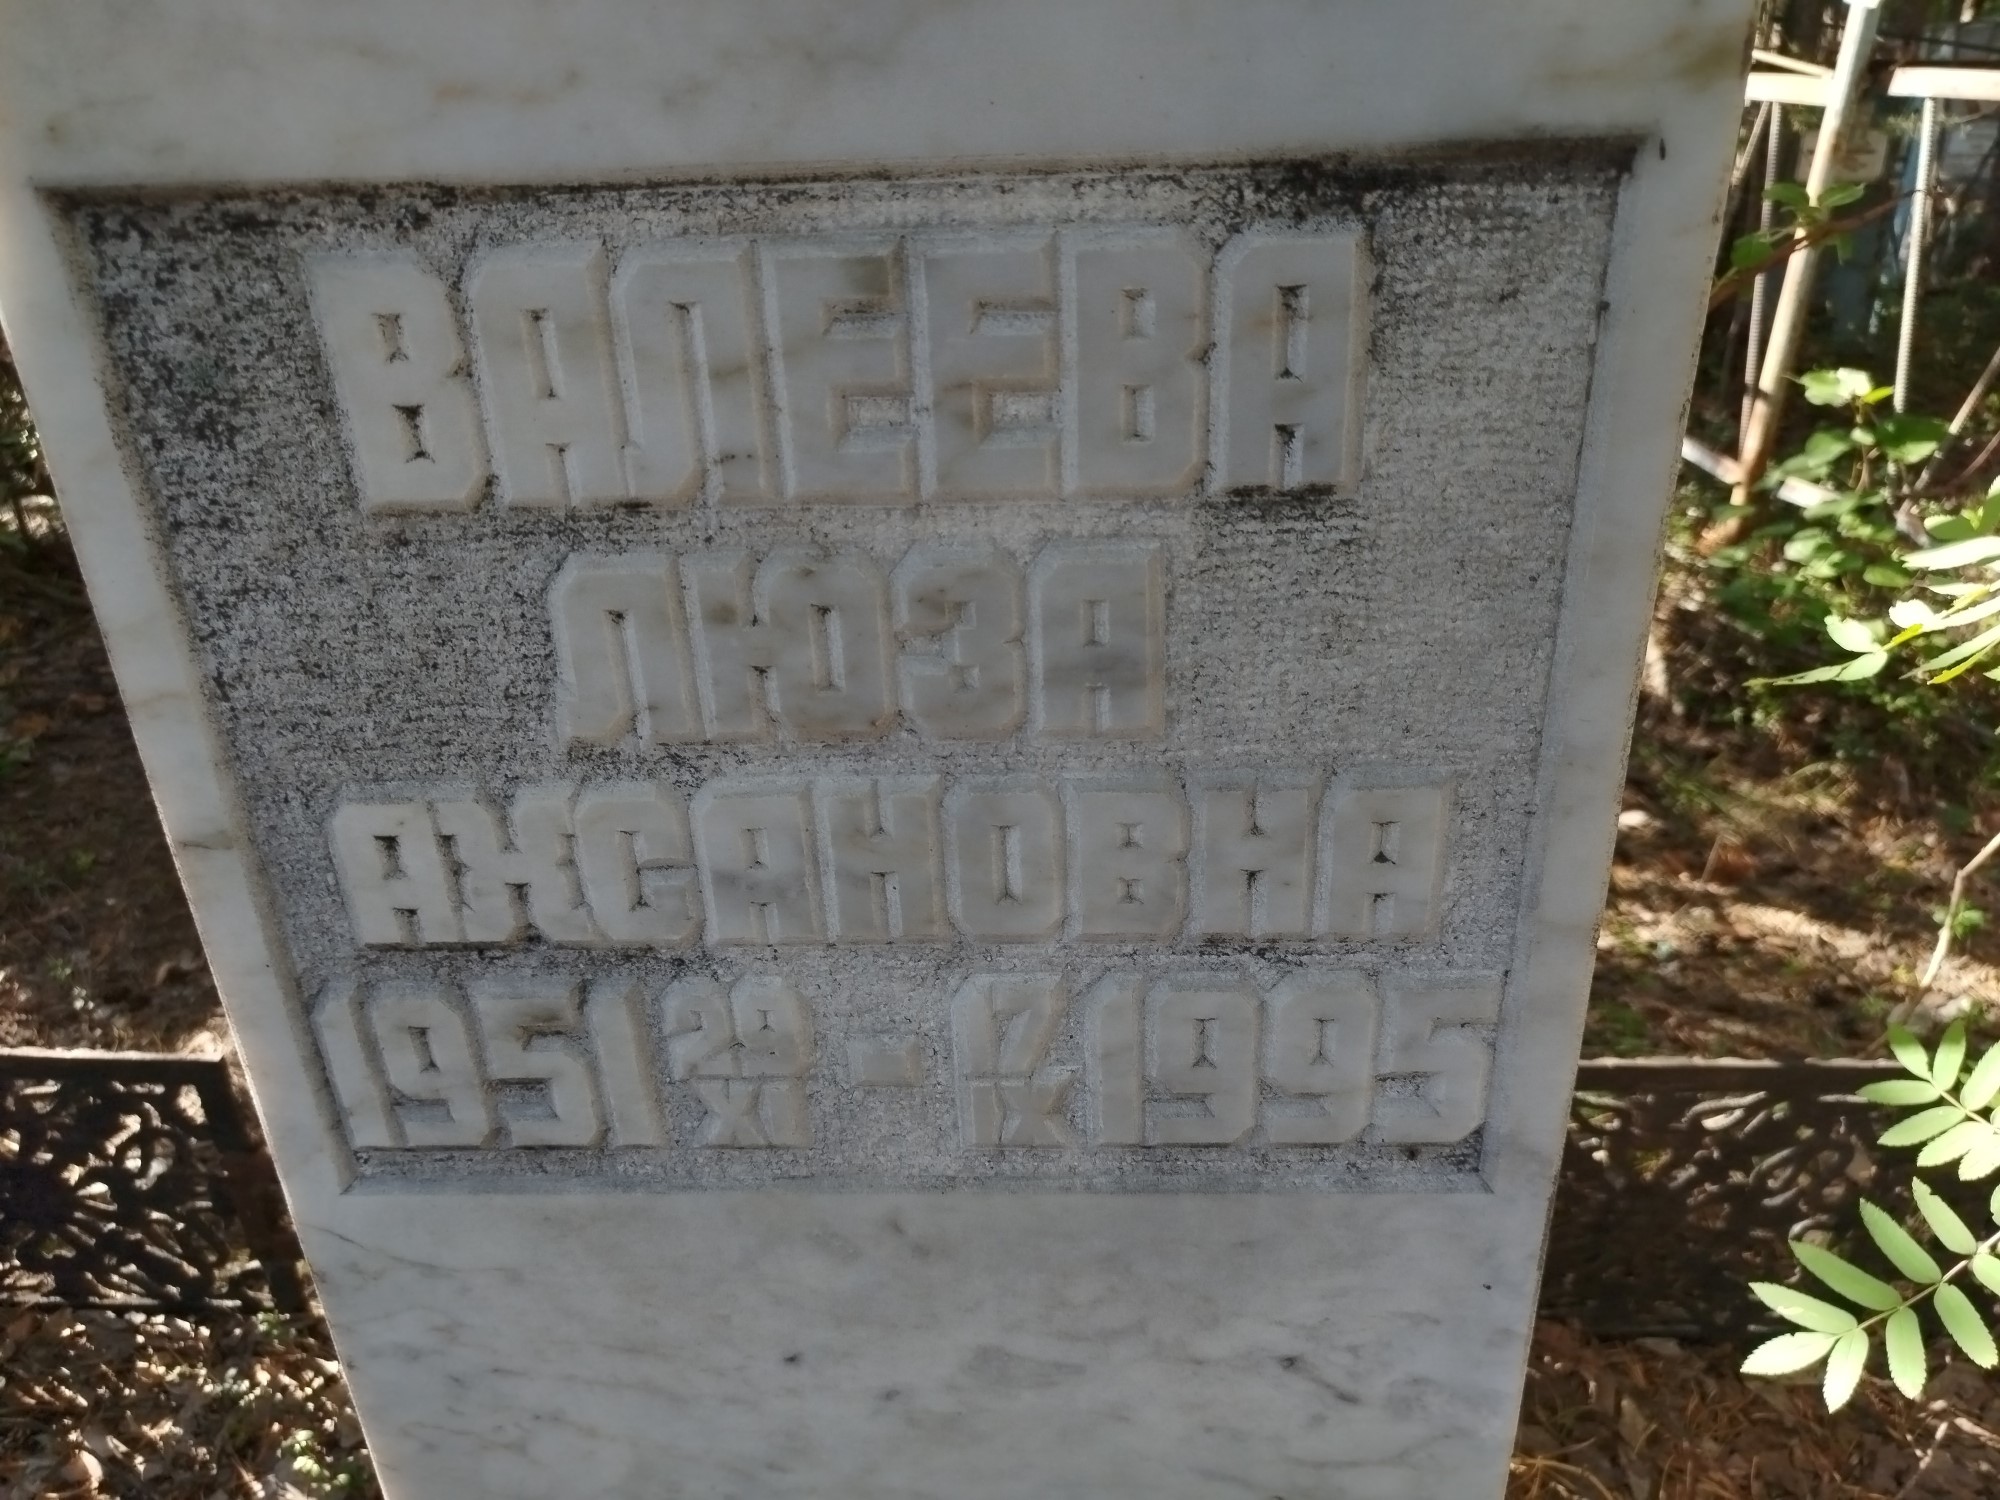 ВАЛЕЕВА
ЛЮЗА
АХСАНОВНА
1951 29/XI - 17/IX 1995